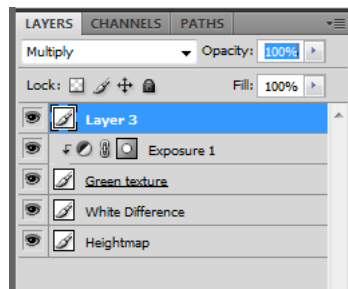 LAYERS CHANNELS PATHS
Multiply Opacity: 100%
Lock: Fill: 100%
Layer 3
Exposure 1
Green texture
White Difference
Heightmap